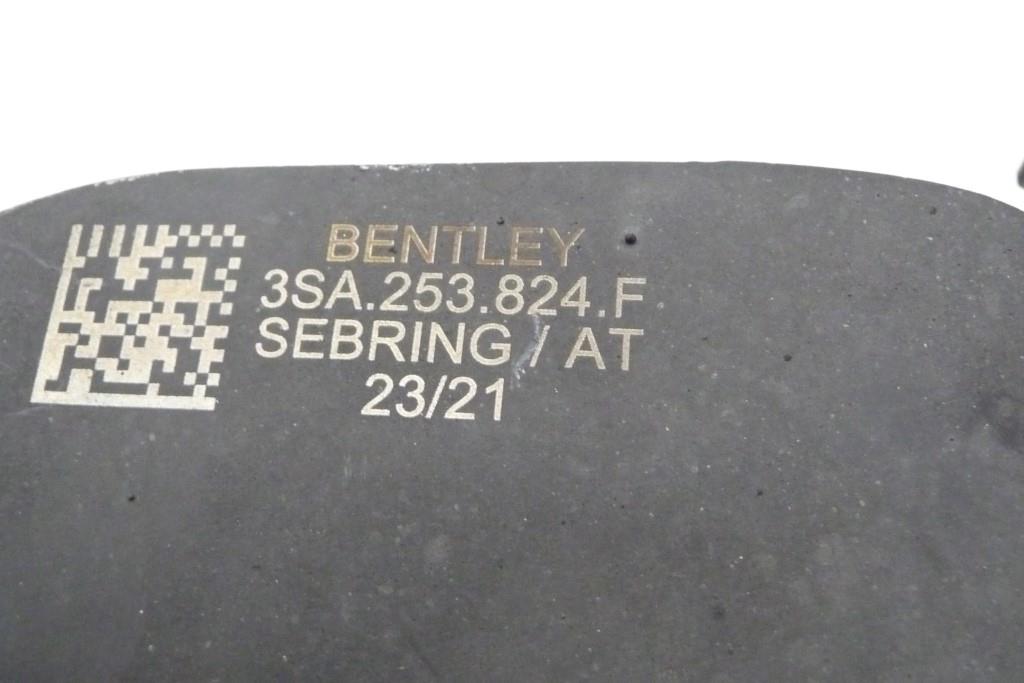 BENTLEY
3SA.253.824.F
SEBRING / AT
23/21